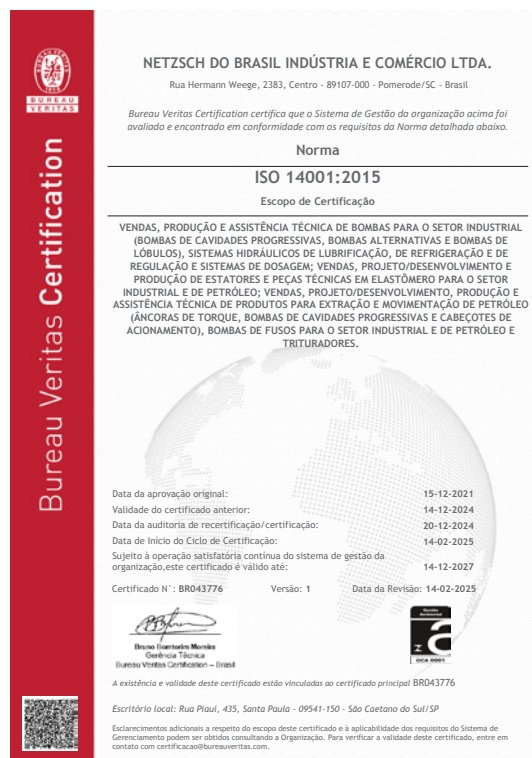 BUREAU
VERITAS
Bureau Veritas Certification
NETZSCH DO BRASIL INDÚSTRIA E COMÉRCIO LTDA.
Rua Hermann Weege, 2383, Centro - 89107-000 - Pomerode/SC - Brasil
Bureau Veritas Certification certifica que o Sistema de Gestão da organização acima foi
avaliado e encontrado em conformidade com os requisitos da Norma detalhada abaixo.
Norma
ISO 14001:2015
Escopo de Certificação
VENDAS, PRODUÇÃO E ASSISTÊNCIA TÉCNICA DE BOMBAS PARA O SETOR INDUSTRIAL
(BOMBAS DE CAVIDADES PROGRESSIVAS, BOMBAS ALTERNATIVAS E BOMBAS DE
LÓBULOS), SISTEMAS HIDRÁULICOS DE LUBRIFICAÇÃO, DE REFRIGERAÇÃO E DE
REGULAÇÃO E SISTEMAS DE DOSAGEM; VENDAS, PROJETO/DESENVOLVIMENTO E
PRODUÇÃO DE ESTATORES E PEÇAS TÉCNICAS EM ELASTÔMERO PARA O SETOR
INDUSTRIAL E DE PETRÓLEO; VENDAS, PROJETO/DESENVOLVIMENTO, PRODUÇÃO E
ASSISTÊNCIA TÉCNICA DE PRODUTOS PARA EXTRAÇÃO E MOVIMENTAÇÃO DE PETRÓLEO
(ÂNCORAS DE TORQUE, BOMBAS DE CAVIDADES PROGRESSIVAS E CABEÇOTES DE
ACIONAMENTO), BOMBAS DE FUSOS PARA O SETOR INDUSTRIAL E DE PETRÓLEO E
TRITURADORES.
Data da aprovação original: 15-12-2021
Validade do certificado anterior: 14-12-2024
Data da auditoria de recertificação/certificação: 20-12-2024
Data de Início do Ciclo de Certificação: 14-02-2025
Sujeito à operação satisfatória contínua do sistema de gestão da
organização,este certificado é válido até: 14-12-2027
Certificado N°: BR043776 Versão: 1 Data da Revisão: 14-02-2025
Bruno Bomtorim Moreira
Gerência Técnica
Bureau Veritas Certification – Brasil
OCA 0001
A existência e validade deste certificado estão vinculadas ao certificado principal BR043776
Escritório local: Rua Piauí, 435, Santa Paula - 09541-150 - São Caetano do Sul/SP
Esclarecimentos adicionais a respeito do escopo deste certificado e à aplicabilidade dos requisitos do Sistema de
Gerenciamento podem ser obtidos consultando a Organização. Para verificar a validade deste certificado, entre em
contato com certificacao@bureauveritas.com.